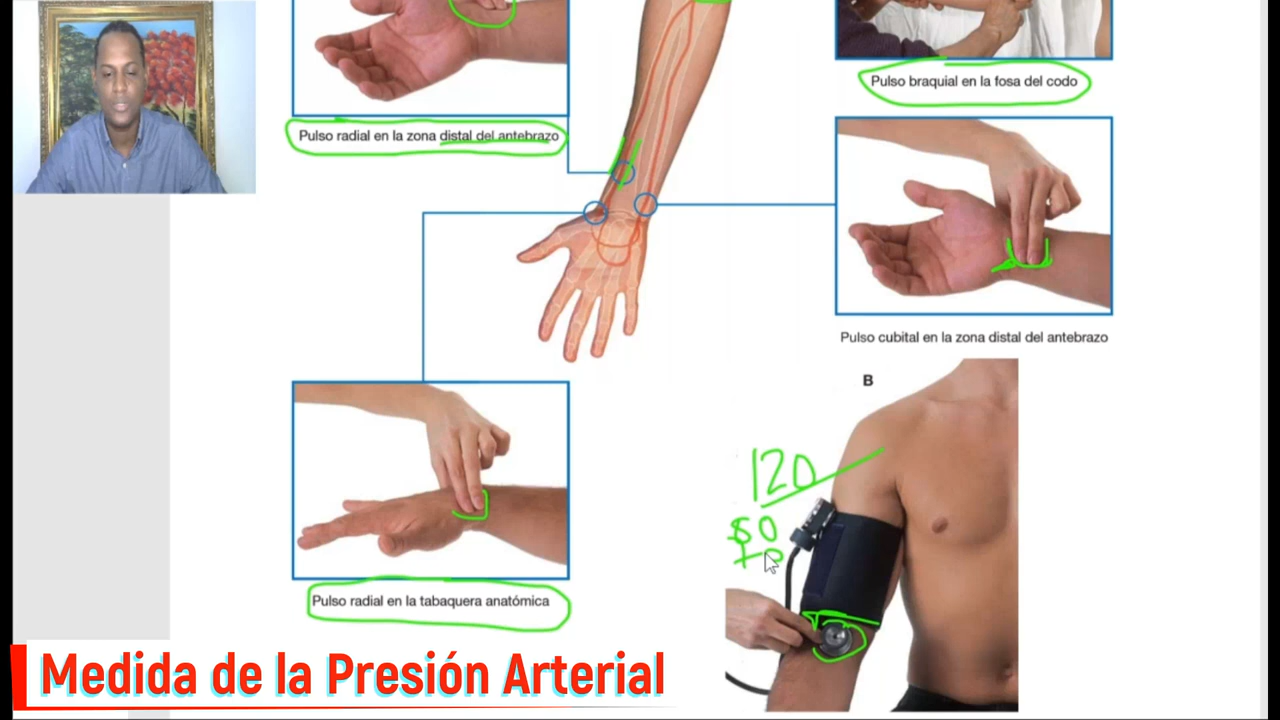 Pulso braquial en la fosa del codo
Pulso radial en la zona distal del antebrazo
Pulso cubital en la zona distal del antebrazo
B
120
80
Pulso radial en la tabaquera anatómica
Medida de la Presión Arterial